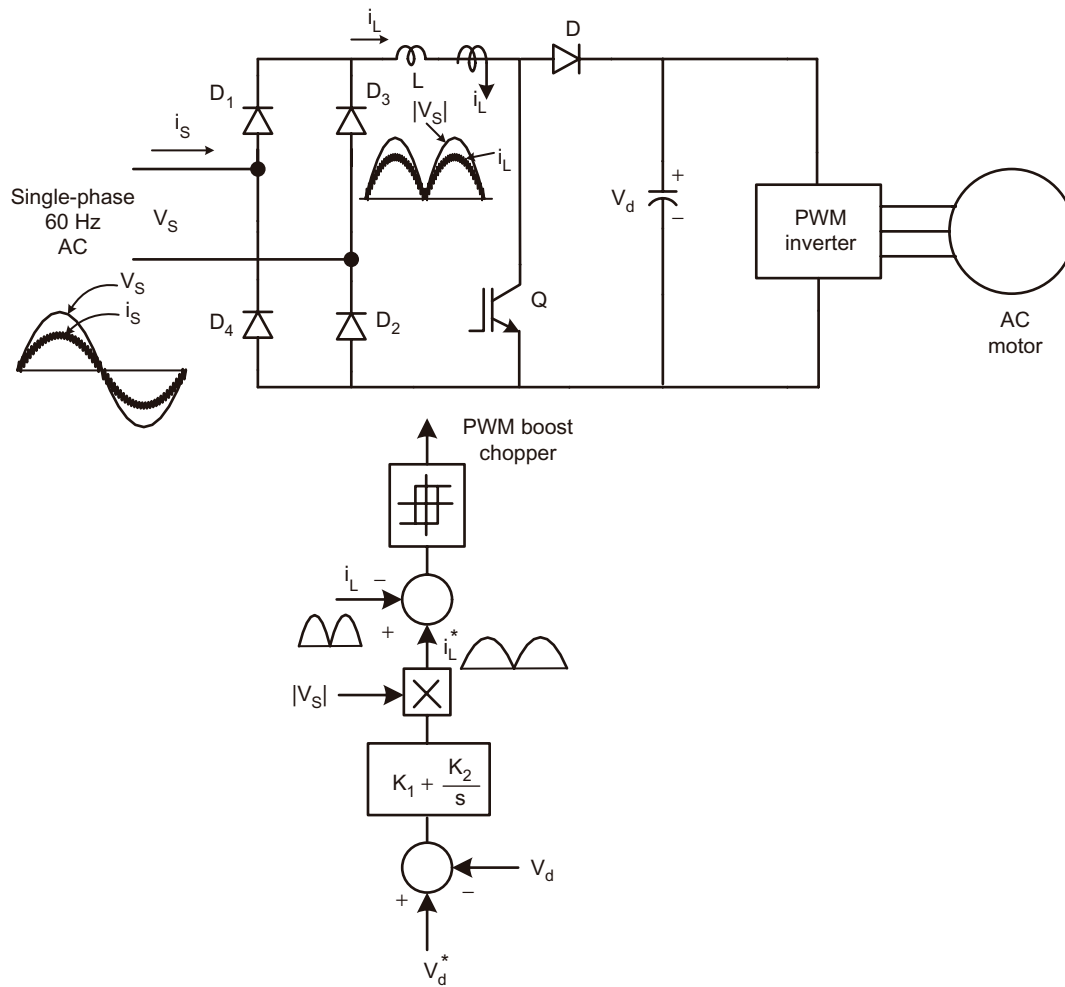 i_L
D
L
D_1
D_3
i_L
|V_S|
i_S
i_L
Single-phase
60 Hz
AC
V_S
V_d
+
−
PWM
inverter
V_S
i_S
D_4
D_2
Q
AC
motor
PWM boost
chopper
i_L
−
+
i_L^*
|V_S|
K_1 + K_2/s
V_d
+
−
V_d^*